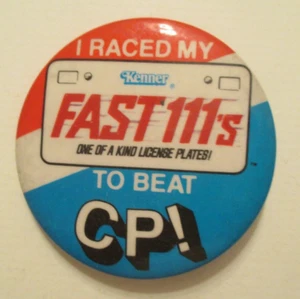 I RACED MY
Kenner
FAST 111's
ONE OF A KIND LICENSE PLATES!
TO BEAT
CP!